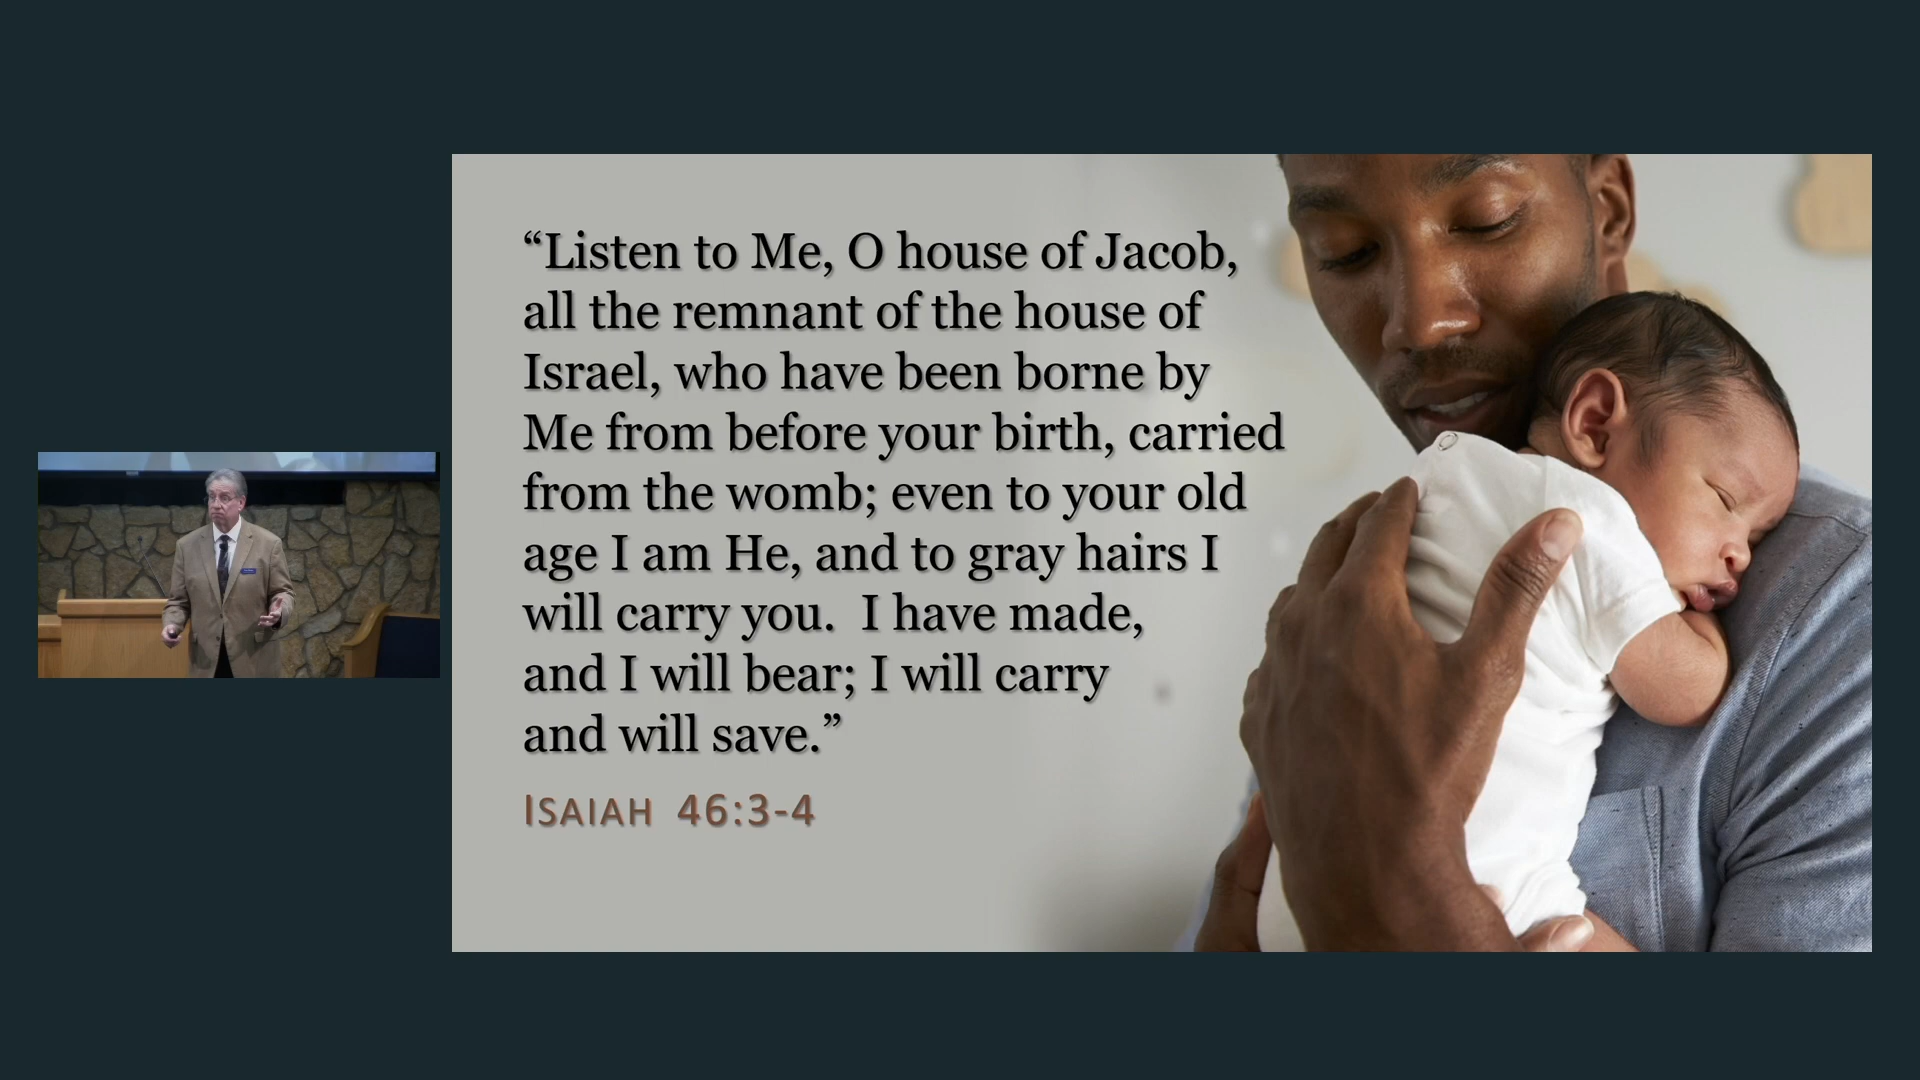 “Listen to Me, O house of Jacob,
all the remnant of the house of
Israel, who have been borne by
Me from before your birth, carried
from the womb; even to your old
age I am He, and to gray hairs I
will carry you.  I have made,
and I will bear; I will carry
and will save.”
ISAIAH 46:3-4